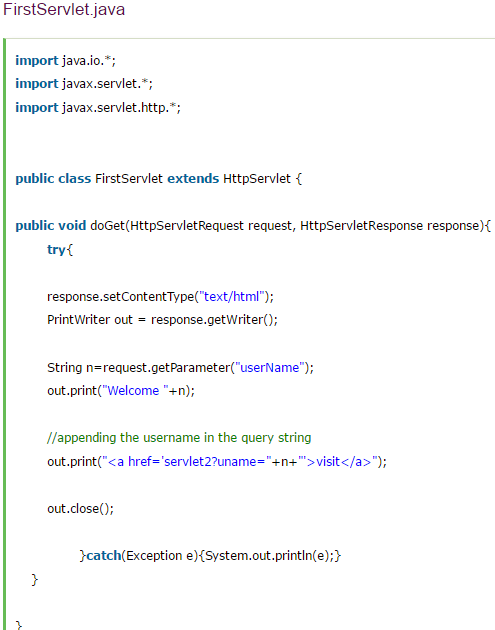 FirstServlet.java
import java.io.*;
import javax.servlet.*;
import javax.servlet.http.*;
public class FirstServlet extends HttpServlet {
public void doGet(HttpServletRequest request, HttpServletResponse response){
try{
response.setContentType("text/html");
PrintWriter out = response.getWriter();
String n=request.getParameter("userName");
out.print("Welcome "+n);
//appending the username in the query string
out.print("<a href='servlet2?uname="+n+"'>visit</a>");
out.close();
}catch(Exception e){System.out.println(e);}
}
}